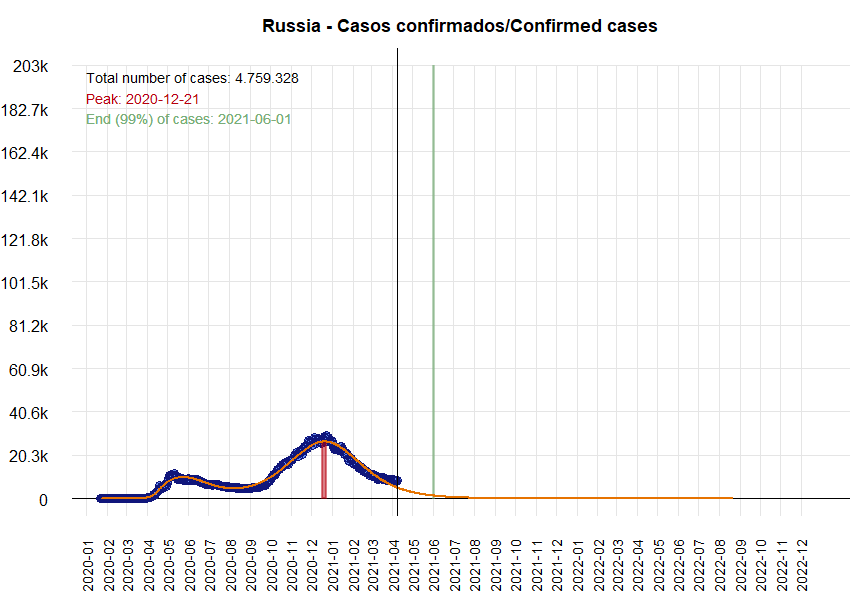 Russia - Casos confirmados/Confirmed cases
203k
182.7k
162.4k
142.1k
121.8k
101.5k
81.2k
60.9k
40.6k
20.3k
0
Total number of cases: 4.759.328
Peak: 2020-12-21
End (99%) of cases: 2021-06-01
2020-01
2020-02
2020-03
2020-04
2020-05
2020-06
2020-07
2020-08
2020-09
2020-10
2020-11
2020-12
2021-01
2021-02
2021-03
2021-04
2021-05
2021-06
2021-07
2021-08
2021-09
2021-10
2021-11
2021-12
2022-01
2022-02
2022-03
2022-04
2022-05
2022-06
2022-07
2022-08
2022-09
2022-10
2022-11
2022-12